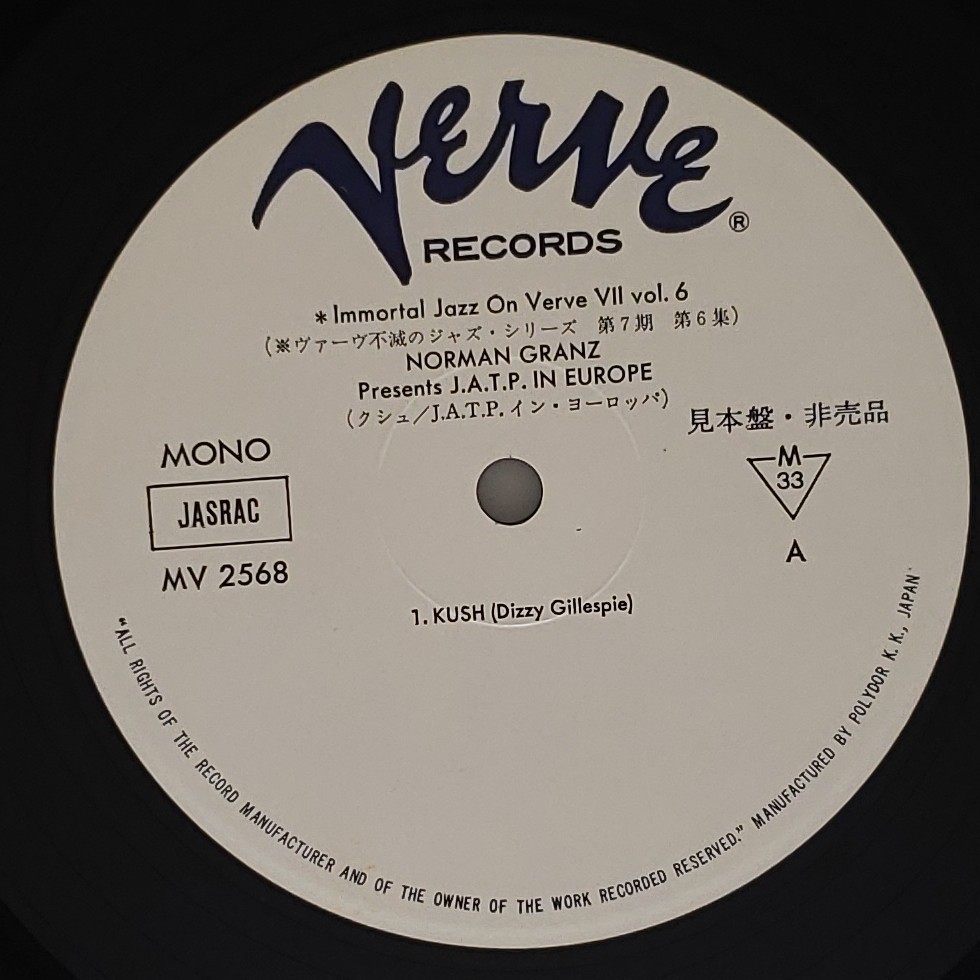 Verve ®
RECORDS
* Immortal Jazz On Verve VII vol. 6
(※ヴァーヴ不滅のジャズ・シリーズ 第7期 第6集)
NORMAN GRANZ
Presents J.A.T.P. IN EUROPE
(クシュ/J.A.T.P. イン・ヨーロッパ)
見本盤・非売品
MONO
JASRAC
MV 2568
M
33
A
1. KUSH (Dizzy Gillespie)
"ALL RIGHTS OF THE RECORD MANUFACTURER AND OF THE OWNER OF THE WORK RECORDED RESERVED." MANUFACTURED BY POLYDOR K. K., JAPAN